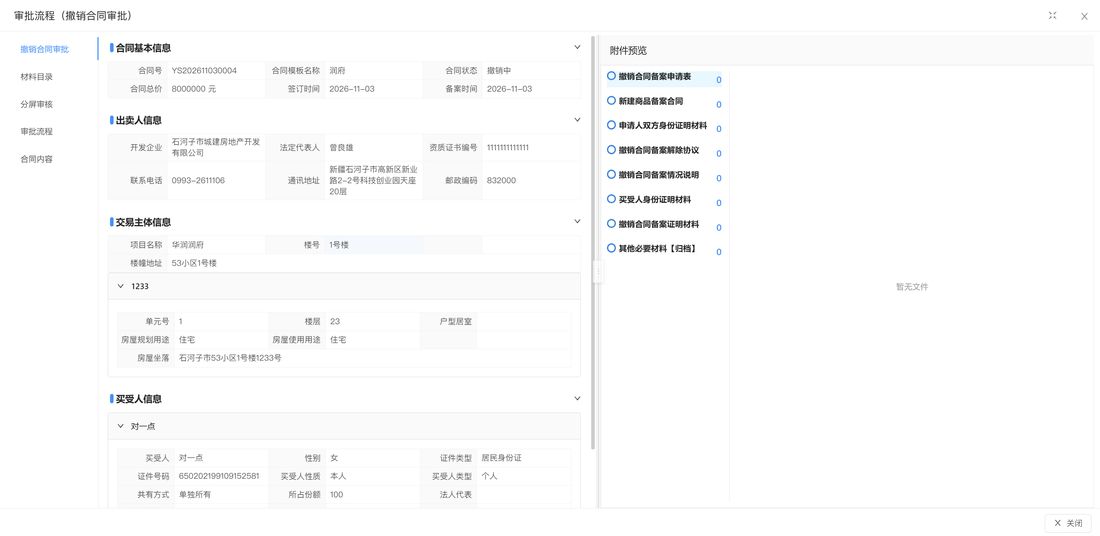 审批流程（撤销合同审批）
撤销合同审批
材料目录
分屏审核
审批流程
合同内容
合同基本信息
合同号 YS202611030004 合同模板名称 润府 合同状态 撤销中
合同总价 8000000 元 签订时间 2026-11-03 备案时间 2026-11-03
出卖人信息
开发企业 石河子市城建房地产开发有限公司 法定代表人 曾良雄 资质证书编号 1111111111111
联系电话 0993-2611106 通讯地址 新疆石河子市高新区新业路2-2号科技创业园天座20层 邮政编码 832000
交易主体信息
项目名称 华润润府 楼号 1号楼
楼幢地址 53小区1号楼
1233
单元号 1 楼层 23 户型居室
房屋规划用途 住宅 房屋使用用途 住宅
房屋坐落 石河子市53小区1号楼1233号
买受人信息
对一点
买受人 对一点 性别 女 证件类型 居民身份证
证件号码 650202199109152581 买受人性质 本人 买受人类型 个人
共有方式 单独所有 所占份额 100 法人代表
附件预览
撤销合同备案申请表 0
新建商品备案合同 0
申请人双方身份证明材料 0
撤销合同备案解除协议 0
撤销合同备案情况说明 0
买受人身份证明材料 0
撤销合同备案证明材料 0
其他必要材料【归档】 0
暂无文件
关闭